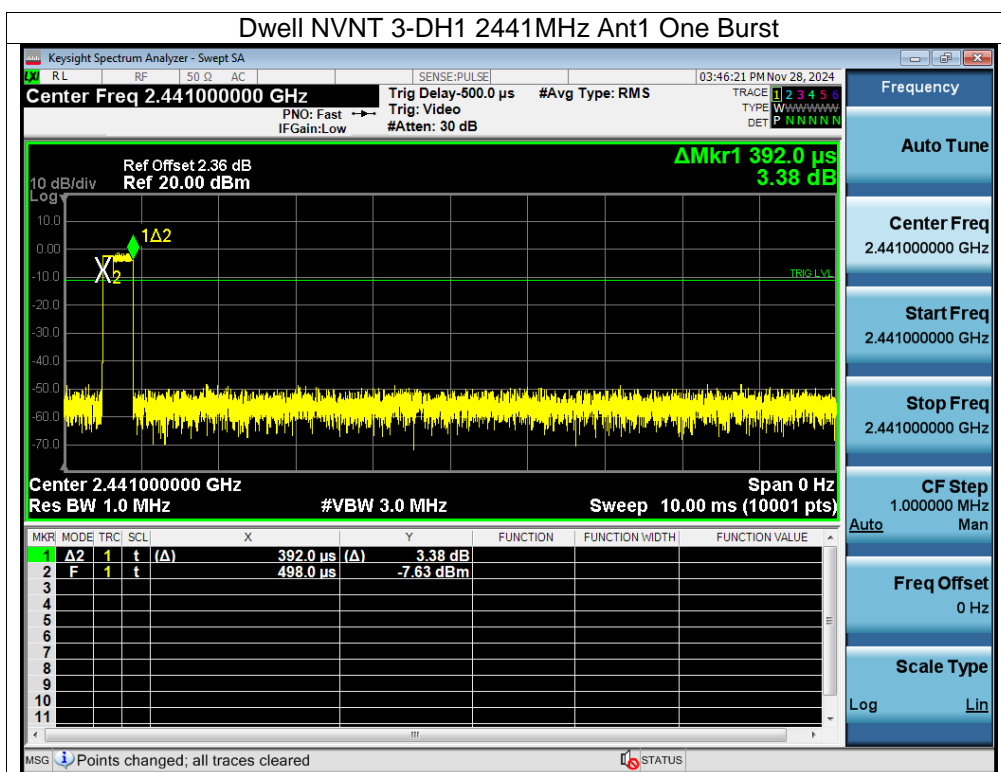 Dwell NVNT 3-DH1 2441MHz Ant1 One Burst
Keysight Spectrum Analyzer - Swept SA
LXI RL RF 50 Ω AC SENSE:PULSE 03:46:21 PM Nov 28, 2024
Center Freq 2.441000000 GHz
PNO: Fast
IFGain:Low
Trig Delay-500.0 µs #Avg Type: RMS
Trig: Video
#Atten: 30 dB
TRACE 1 2 3 4 5 6
TYPE WWWWWWW
DET P N N N N N
Frequency
ΔMkr1 392.0 µs
3.38 dB
Ref Offset 2.36 dB
10 dB/div Ref 20.00 dBm
Log
10.0
0.00
-10.0
-20.0
-30.0
-40.0
-50.0
-60.0
-70.0
1Δ2
X2
TRIG LVL
Center 2.441000000 GHz Span 0 Hz
Res BW 1.0 MHz #VBW 3.0 MHz Sweep 10.00 ms (10001 pts)
MKR MODE TRC SCL X Y FUNCTION FUNCTION WIDTH FUNCTION VALUE
1 Δ2 1 t (Δ) 392.0 µs (Δ) 3.38 dB
2 F 1 t 498.0 µs -7.63 dBm
3
4
5
6
7
8
9
10
11
Auto Tune
Center Freq
2.441000000 GHz
Start Freq
2.441000000 GHz
Stop Freq
2.441000000 GHz
CF Step
1.000000 MHz
Auto Man
Freq Offset
0 Hz
Scale Type
Log Lin
MSG Points changed; all traces cleared STATUS